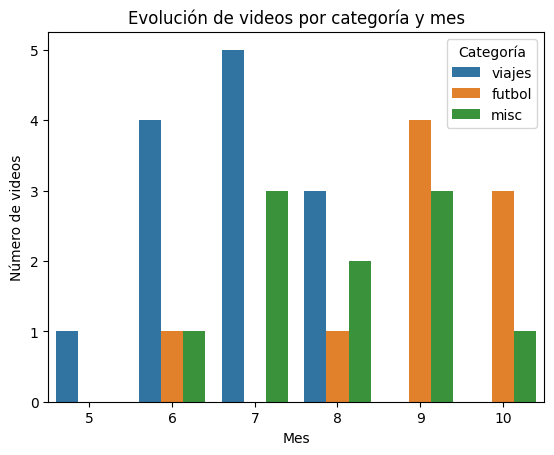 Evolución de videos por categoría y mes
Categoría
viajes
futbol
misc
Número de videos
5
4
3
2
1
0
5 6 7 8 9 10
Mes